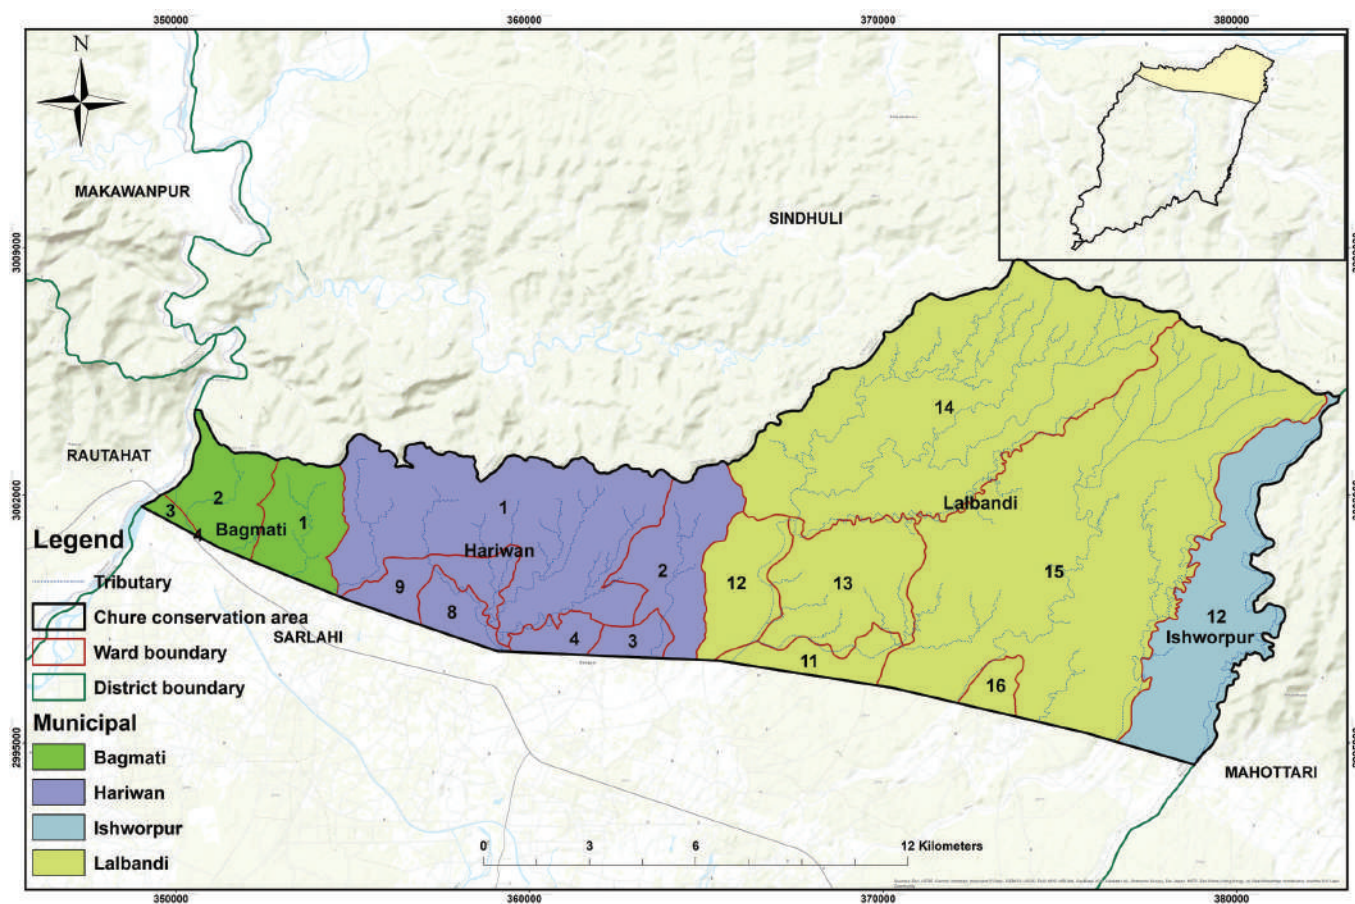 350000 360000 370000 380000
N
MAKAWANPUR
SINDHULI
3009000
14
RAUTAHAT
3002000
2
3
1
4
Bagmati
1
Hariwan
Lalbandi
2
9
8
4
3
12
13
15
11
16
12
Ishworpur
SARLAHI
MAHOTTARI
2995000
Legend
Tributary
Chure conservation area
Ward boundary
District boundary
Municipal
Bagmati
Hariwan
Ishworpur
Lalbandi
0 3 6 12 Kilometers
350000 360000 370000 380000